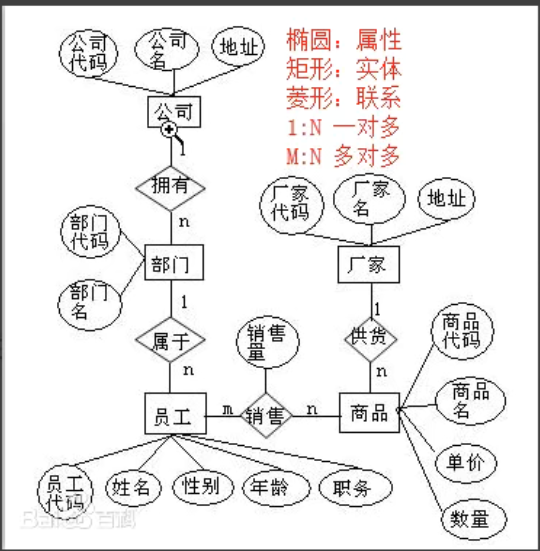 公司
代码
公司
名
地址
椭圆：属性
矩形：实体
菱形：联系
1:N 一对多
M:N 多对多
公司
1
拥有
n
厂家
代码
厂家
名
地址
部门
代码
部门
名
部门
厂家
1
属于
n
销售
量
1
供货
n
商品
代码
商品
名
单价
数量
员工
m
销售
n
商品
员工
代码
姓名
性别
年龄
职务
Bai百科